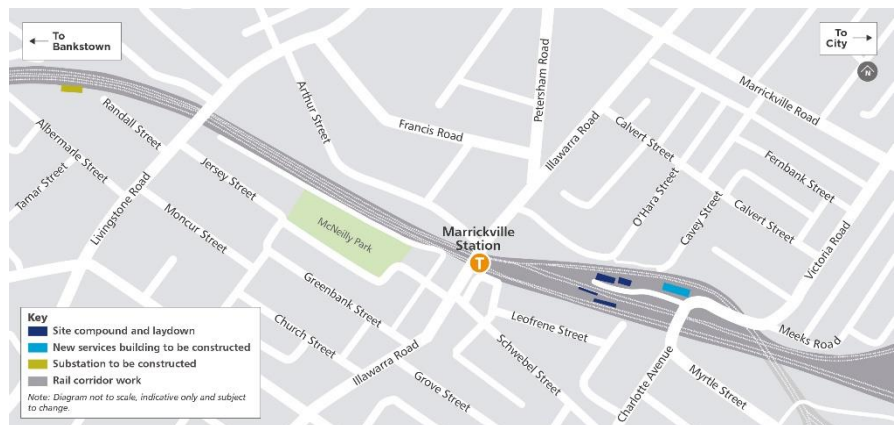 To
Bankstown
To
City
N
Marrickville Road
Petersham Road
Arthur Street
Francis Road
Illawarra Road
Calvert Street
Fernbank Street
Randall Street
Albermarle Street
Tamar Street
Livingstone Road
Jersey Street
Moncur Street
McNeilly Park
O'Hara Street
Cavey Street
Calvert Street
Victoria Road
Marrickville
Station
T
Greenbank Street
Church Street
Illawarra Road
Grove Street
Schwebel Street
Leofrene Street
Charlotte Avenue
Myrtle Street
Meeks Road
Key
Site compound and laydown
New services building to be constructed
Substation to be constructed
Rail corridor work
Note: Diagram not to scale, indicative only and subject
to change.